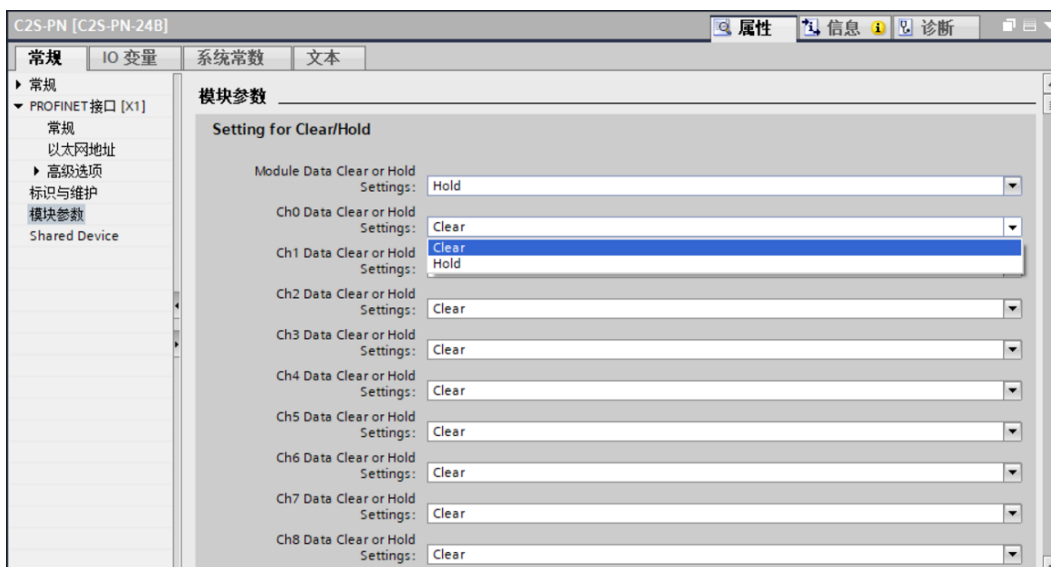 C2S-PN [C2S-PN-24B]
属性
信息
诊断
常规
IO 变量
系统常数
文本
常规
PROFINET接口 [X1]
常规
以太网地址
高级选项
标识与维护
模块参数
Shared Device
模块参数
Setting for Clear/Hold
Module Data Clear or Hold
Settings: Hold
Ch0 Data Clear or Hold
Settings: Clear
Clear
Hold
Ch1 Data Clear or Hold
Settings:
Ch2 Data Clear or Hold
Settings: Clear
Ch3 Data Clear or Hold
Settings: Clear
Ch4 Data Clear or Hold
Settings: Clear
Ch5 Data Clear or Hold
Settings: Clear
Ch6 Data Clear or Hold
Settings: Clear
Ch7 Data Clear or Hold
Settings: Clear
Ch8 Data Clear or Hold
Settings: Clear